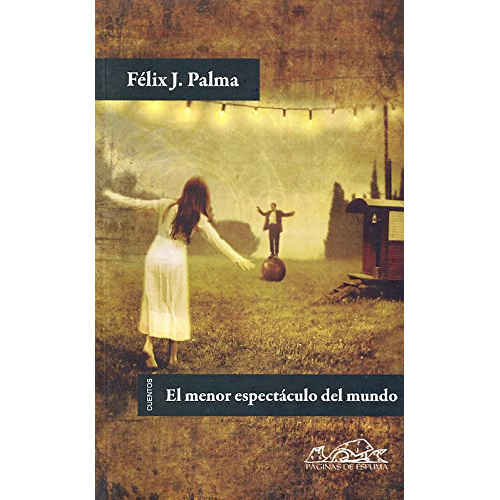 Félix J. Palma
CUENTOS
El menor espectáculo del mundo
PÁGINAS DE ESPUMA